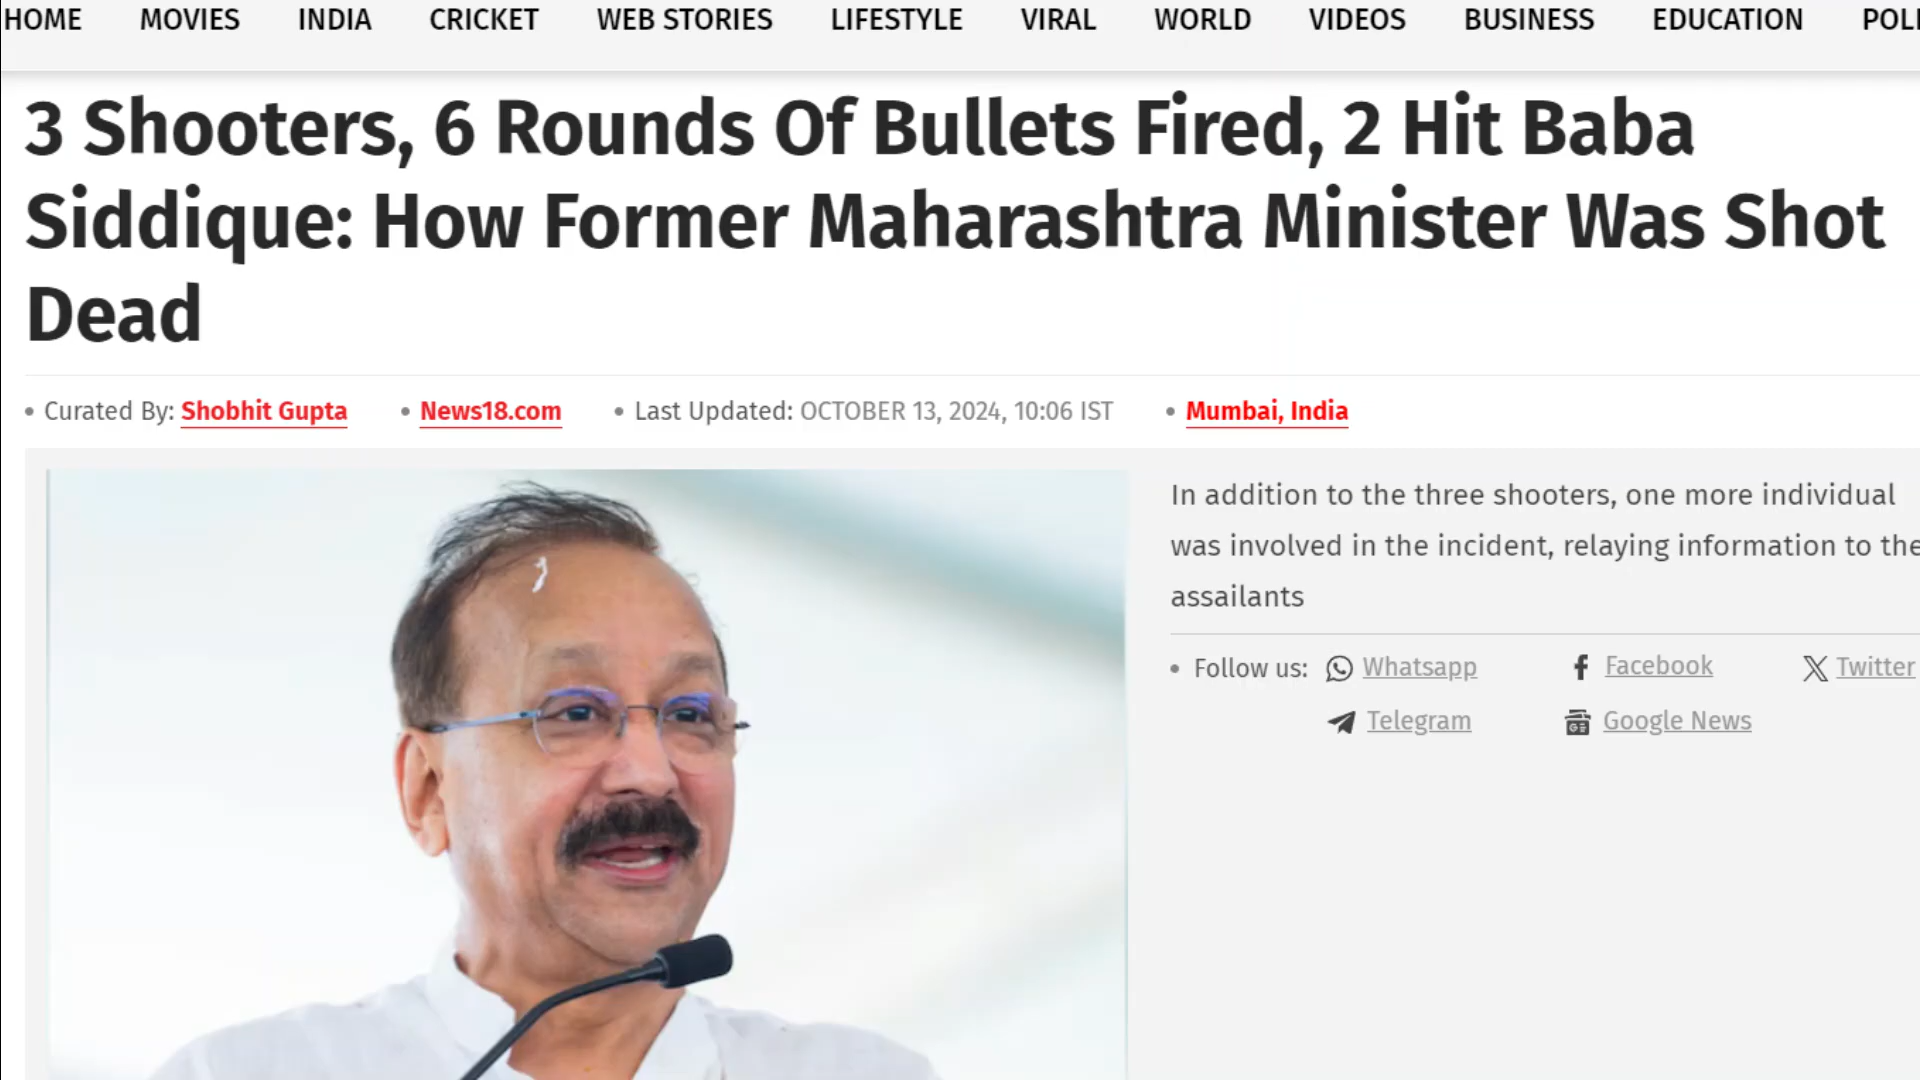 HOME MOVIES INDIA CRICKET WEB STORIES LIFESTYLE VIRAL WORLD VIDEOS BUSINESS EDUCATION
3 Shooters, 6 Rounds Of Bullets Fired, 2 Hit Baba
Siddique: How Former Maharashtra Minister Was Shot
Dead
• Curated By: Shobhit Gupta • News18.com • Last Updated: OCTOBER 13, 2024, 10:06 IST • Mumbai, India
In addition to the three shooters, one more individual
was involved in the incident, relaying information to the
assailants
• Follow us: Whatsapp Facebook Twitter
Telegram Google News